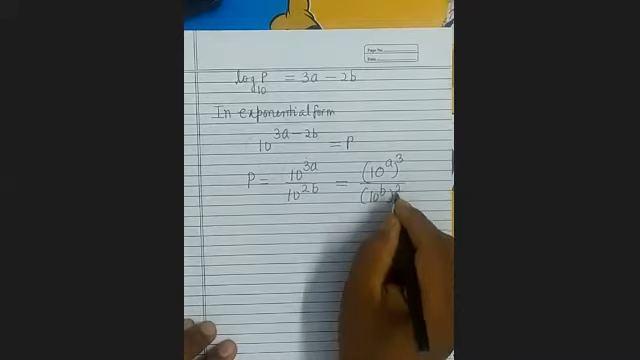 log₁₀ P = 3a − 2b
In exponential form
10^(3a−2b) = P
P = 10^(3a) / 10^(2b) = (10^a)^3 / (10^b)^2